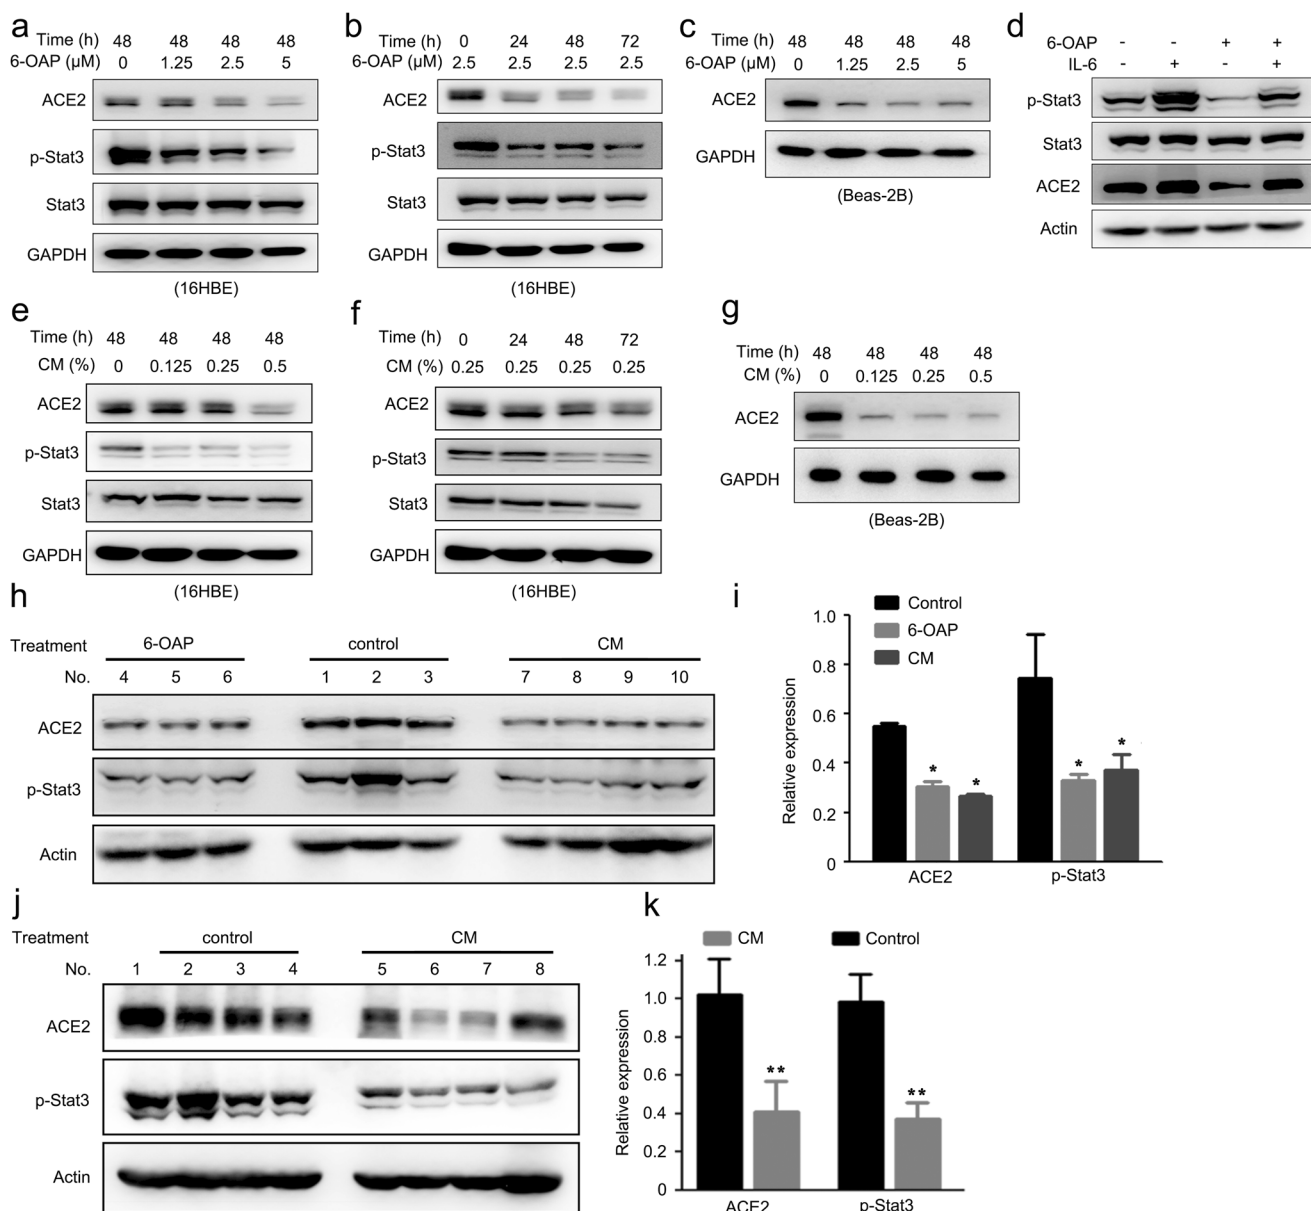 a
Time (h) 48 48 48 48
6-OAP (μM) 0 1.25 2.5 5
ACE2
p-Stat3
Stat3
GAPDH
(16HBE)
b
Time (h) 0 24 48 72
6-OAP (μM) 2.5 2.5 2.5 2.5
ACE2
p-Stat3
Stat3
GAPDH
(16HBE)
c
Time (h) 48 48 48 48
6-OAP (μM) 0 1.25 2.5 5
ACE2
GAPDH
(Beas-2B)
d
6-OAP - - + +
IL-6 - + - +
p-Stat3
Stat3
ACE2
Actin
e
Time (h) 48 48 48 48
CM (%) 0 0.125 0.25 0.5
ACE2
p-Stat3
Stat3
GAPDH
(16HBE)
f
Time (h) 0 24 48 72
CM (%) 0.25 0.25 0.25 0.25
ACE2
p-Stat3
Stat3
GAPDH
(16HBE)
g
Time (h) 48 48 48 48
CM (%) 0 0.125 0.25 0.5
ACE2
GAPDH
(Beas-2B)
h
Treatment 6-OAP control CM
No. 4 5 6 1 2 3 7 8 9 10
ACE2
p-Stat3
Actin
i
Control
6-OAP
CM
Relative expression
1.0
0.8
0.6
0.4
0.2
0
* * * *
ACE2 p-Stat3
j
Treatment control CM
No. 1 2 3 4 5 6 7 8
ACE2
p-Stat3
Actin
k
CM Control
Relative expression
1.2
1.0
0.8
0.6
0.4
0.2
0
** **
ACE2 p-Stat3